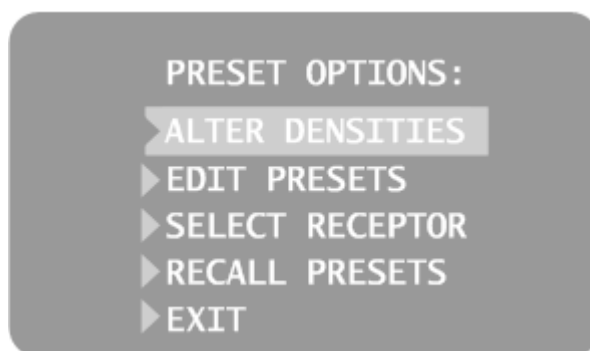 PRESET OPTIONS:
ALTER DENSITIES
EDIT PRESETS
SELECT RECEPTOR
RECALL PRESETS
EXIT